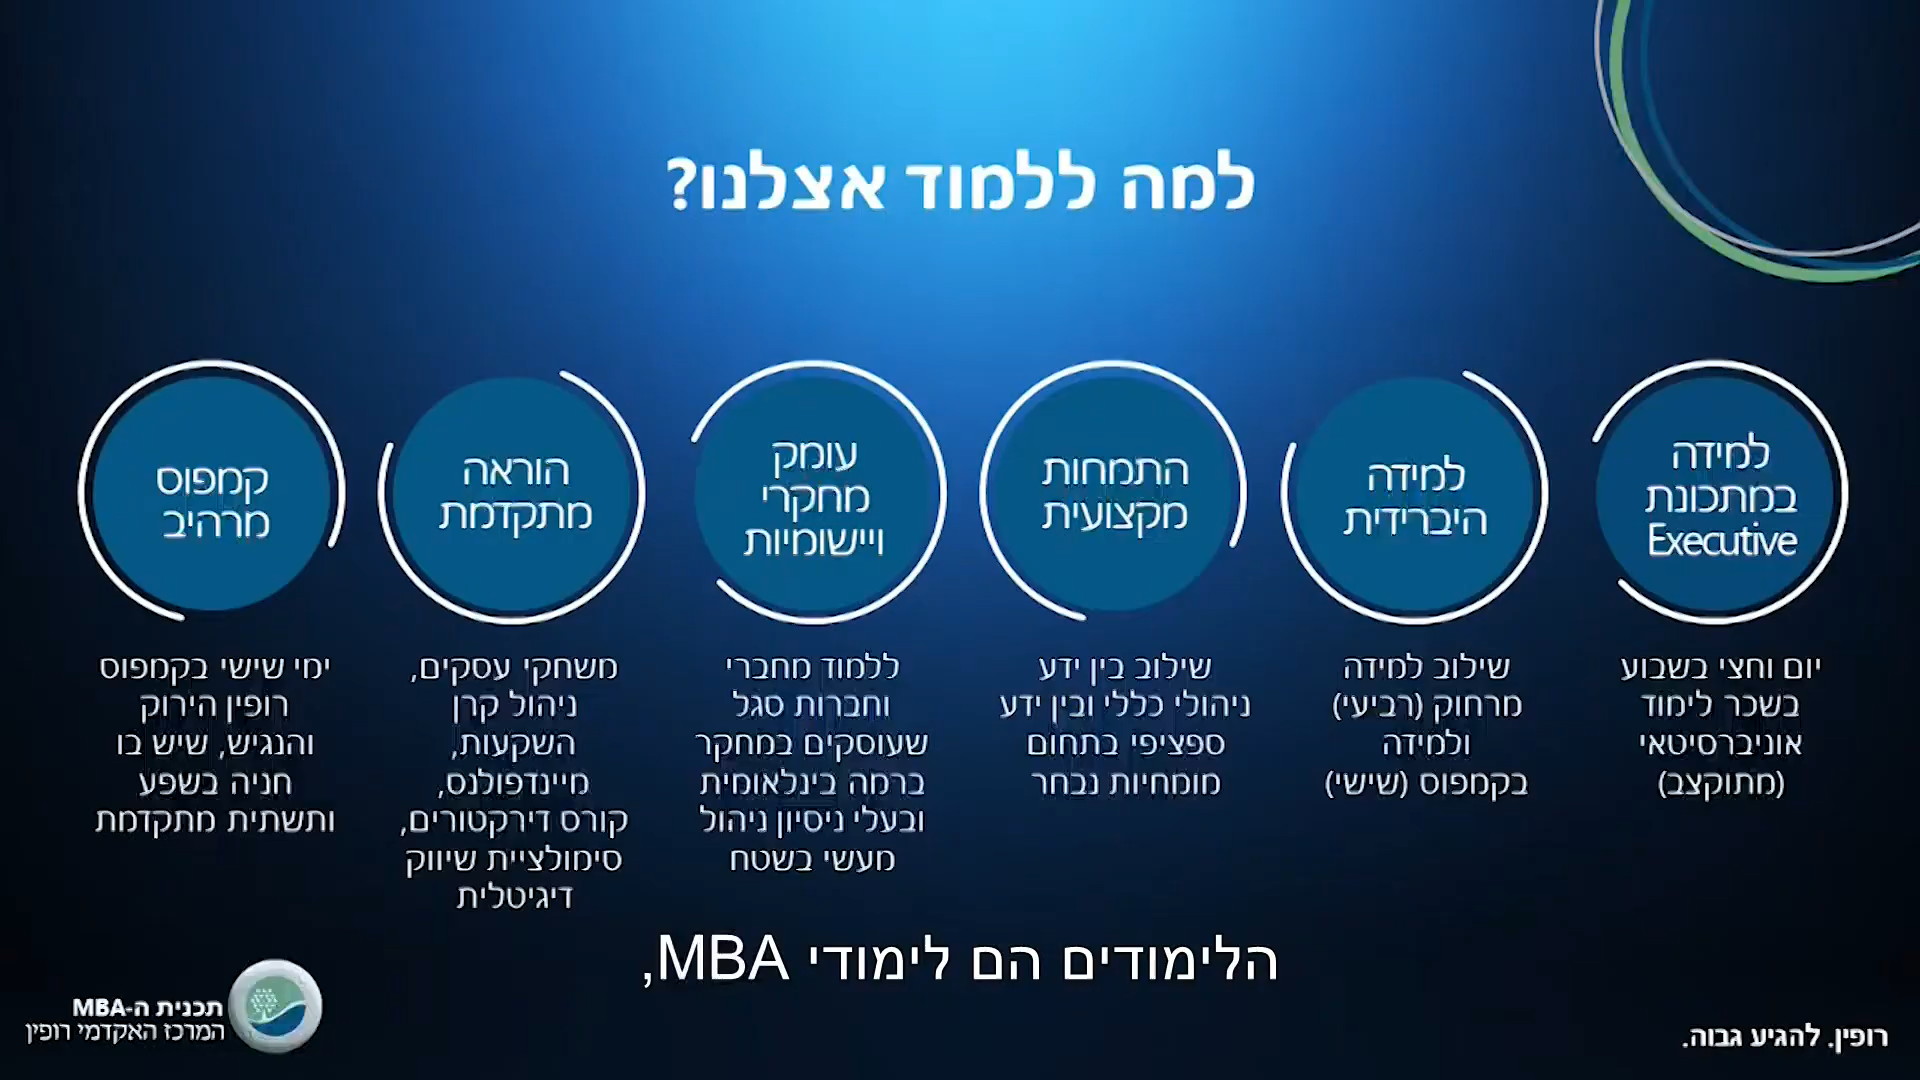 למה ללמוד אצלנו?
למידה
במתכונת
Executive
יום וחצי בשבוע
בשכר לימוד
אוניברסיטאי
(מתוקצב)
למידה
היברידית
שילוב למידה
מרחוק (רביעי)
ולמידה
בקמפוס (שישי)
התמחות
מקצועית
שילוב בין ידע
ניהולי כללי ובין ידע
ספציפי בתחום
מומחיות נבחר
עומק
מחקרי
ויישומיות
ללמוד מחברי
וחברות סגל
שעוסקים במחקר
ברמה בינלאומית
ובעלי ניסיון ניהול
מעשי בשטח
הוראה
מתקדמת
משחקי עסקים,
ניהול קרן
השקעות,
מיינדפולנס,
קורס דירקטורים,
סימולציית שיווק
דיגיטלית
קמפוס
מרהיב
ימי שישי בקמפוס
רופין הירוק
והנגיש, שיש בו
חניה בשפע
ותשתית מתקדמת
הלימודים הם לימודי MBA,
רופין. להגיע גבוה.
תכנית ה-MBA
המרכז האקדמי רופין